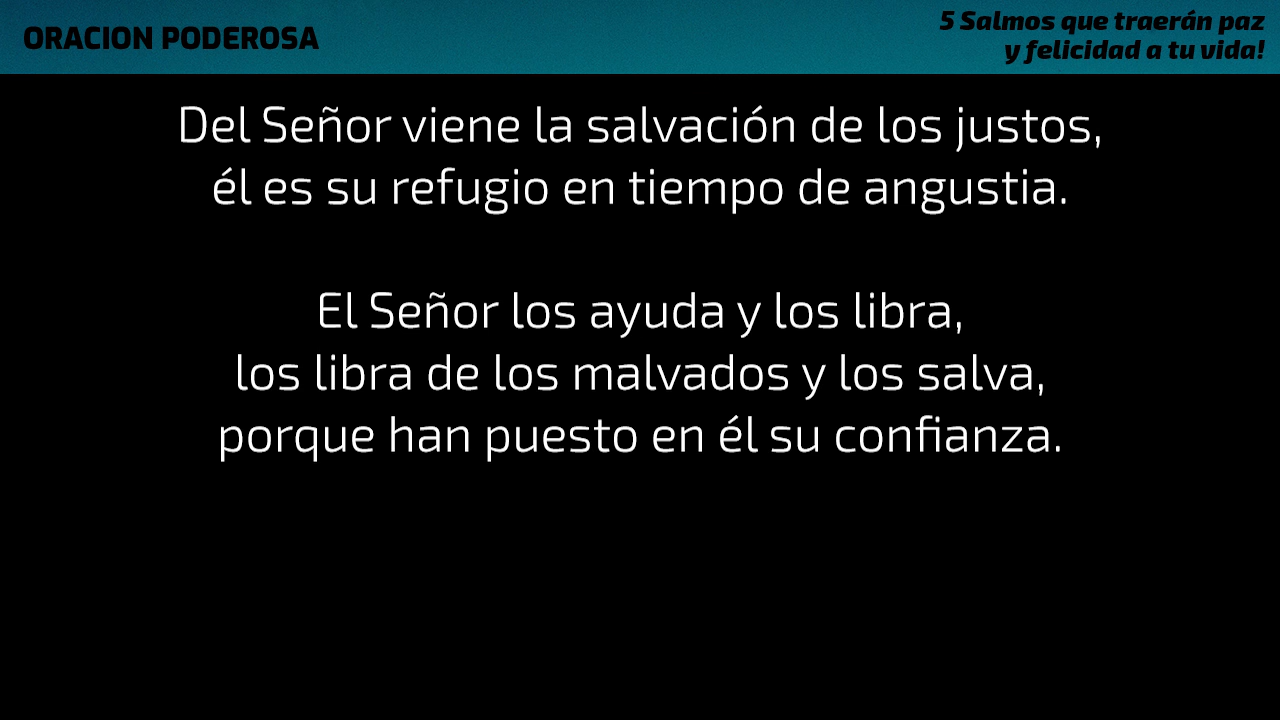 ORACION PODEROSA
5 Salmos que traerán paz
y felicidad a tu vida!
Del Señor viene la salvación de los justos,
él es su refugio en tiempo de angustia.
El Señor los ayuda y los libra,
los libra de los malvados y los salva,
porque han puesto en él su confianza.